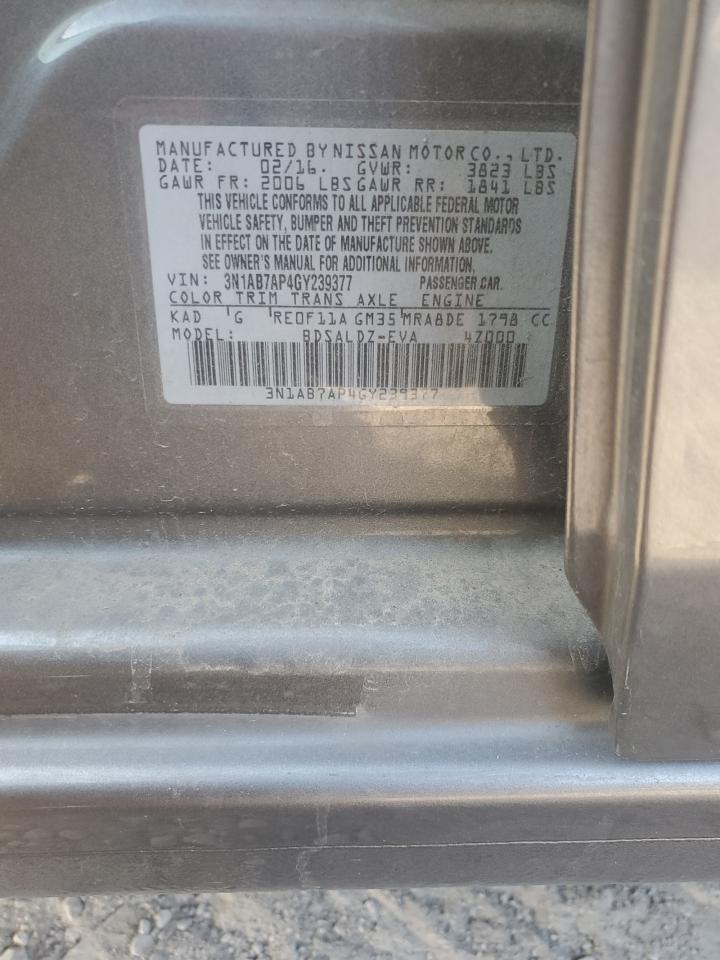 MANUFACTURED BY NISSAN MOTOR CO., LTD.
DATE: 02/16. GVWR: 3823 LBS
GAWR FR: 2006 LBS GAWR RR: 1841 LBS
THIS VEHICLE CONFORMS TO ALL APPLICABLE FEDERAL MOTOR
VEHICLE SAFETY, BUMPER AND THEFT PREVENTION STANDARDS
IN EFFECT ON THE DATE OF MANUFACTURE SHOWN ABOVE.
SEE OWNER'S MANUAL FOR ADDITIONAL INFORMATION.
VIN: 3N1AB7AP4GY239377 PASSENGER CAR.
COLOR TRIM TRANS AXLE ENGINE
KAD G RE0F11A GM35 MRA8DE 1798 CC
MODEL: BDSALDZ-EVA 4Z000
3N1AB7AP4GY239377